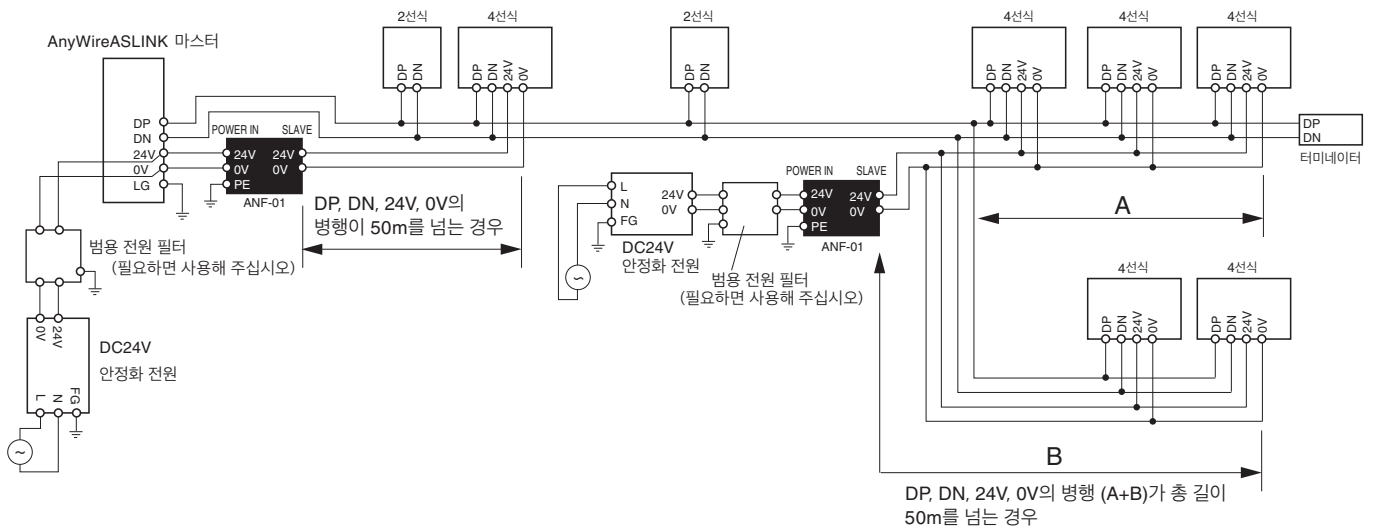 2선식
4선식
2선식
4선식
4선식
4선식
AnyWireASLINK 마스터
DP
DN
DP
DN
24V
0V
DP
DN
DP
DN
24V
0V
DP
DN
24V
0V
DP
DN
24V
0V
DP
DN
24V
0V
LG
POWER IN
SLAVE
24V
0V
PE
24V
0V
ANF-01
DP
DN
터미네이터
DP, DN, 24V, 0V의
병행이 50m를 넘는 경우
L
N
FG
24V
0V
DC24V
안정화 전원
POWER IN
SLAVE
24V
0V
PE
24V
0V
ANF-01
범용 전원 필터
(필요하면 사용해 주십시오)
A
범용 전원 필터
(필요하면 사용해 주십시오)
4선식
4선식
DP
DN
24V
0V
DP
DN
24V
0V
0V
24V
DC24V
안정화 전원
L
N
FG
B
DP, DN, 24V, 0V의 병행 (A+B)가 총 길이
50m를 넘는 경우